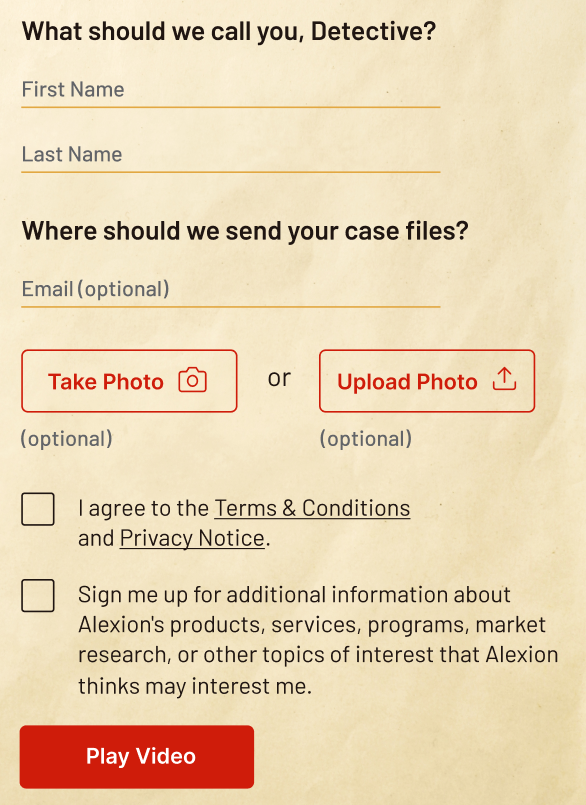 What should we call you, Detective?
First Name
Last Name
Where should we send your case files?
Email (optional)
Take Photo
or
Upload Photo
(optional)
(optional)
I agree to the Terms & Conditions
and Privacy Notice.
Sign me up for additional information about
Alexion's products, services, programs, market
research, or other topics of interest that Alexion
thinks may interest me.
Play Video